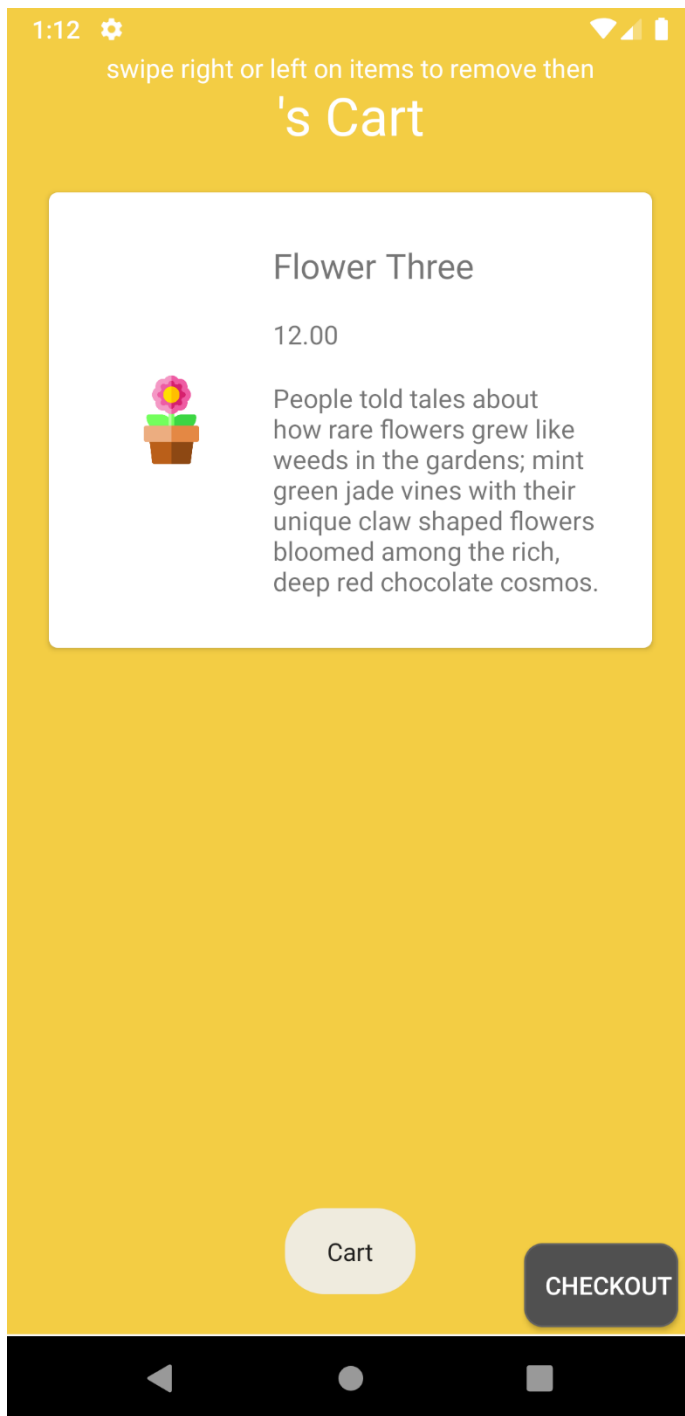 1:12
swipe right or left on items to remove then
's Cart
Flower Three
12.00
People told tales about
how rare flowers grew like
weeds in the gardens; mint
green jade vines with their
unique claw shaped flowers
bloomed among the rich,
deep red chocolate cosmos.
Cart
CHECKOUT